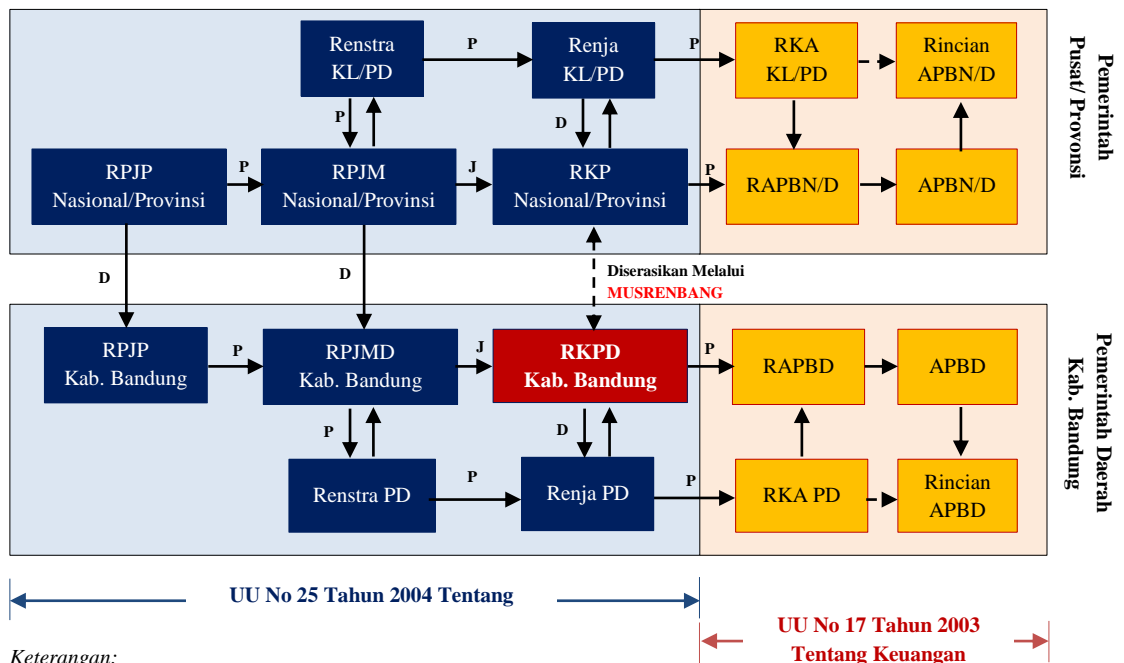 Renstra
KL/PD
P
Renja
KL/PD
P
RKA
KL/PD
Rincian
APBN/D
Pemerintah
Pusat/ Provonsi
P
D
RPJP
Nasional/Provinsi
P
RPJM
Nasional/Provinsi
J
RKP
Nasional/Provinsi
P
RAPBN/D
APBN/D
D
D
Diserasikan Melalui
MUSRENBANG
RPJP
Kab. Bandung
P
RPJMD
Kab. Bandung
J
RKPD
Kab. Bandung
P
RAPBD
APBD
Pemerintah Daerah
Kab. Bandung
P
D
Renstra PD
P
Renja PD
P
RKA PD
Rincian
APBD
UU No 25 Tahun 2004 Tentang
UU No 17 Tahun 2003
Tentang Keuangan
Keterangan: